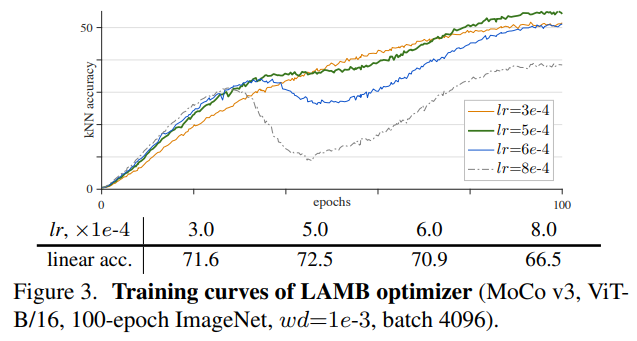 50
kNN accuracy
lr=3e-4
lr=5e-4
lr=6e-4
lr=8e-4
0
0 epochs 100
lr, ×1e-4 3.0 5.0 6.0 8.0
linear acc. 71.6 72.5 70.9 66.5
Figure 3. Training curves of LAMB optimizer (MoCo v3, ViT-
B/16, 100-epoch ImageNet, wd=1e-3, batch 4096).